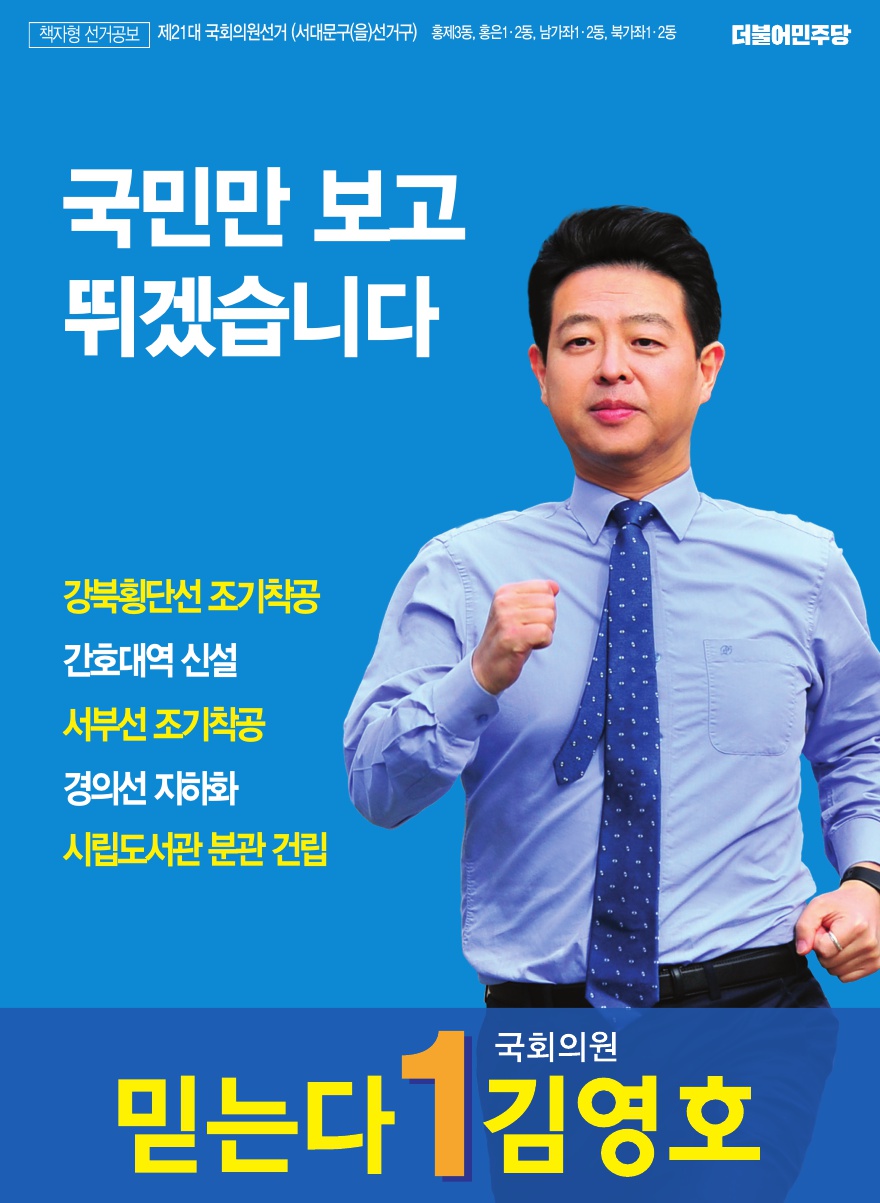 책자형 선거공보 제21대 국회의원선거 (서대문구(을)선거구) 홍제3동, 홍은1·2동, 남가좌1·2동, 북가좌1·2동 더불어민주당
국민만 보고
뛰겠습니다
강북횡단선 조기착공
간호대역 신설
서부선 조기착공
경의선 지하화
시립도서관 분관 건립
국회의원
믿는다 1 김영호